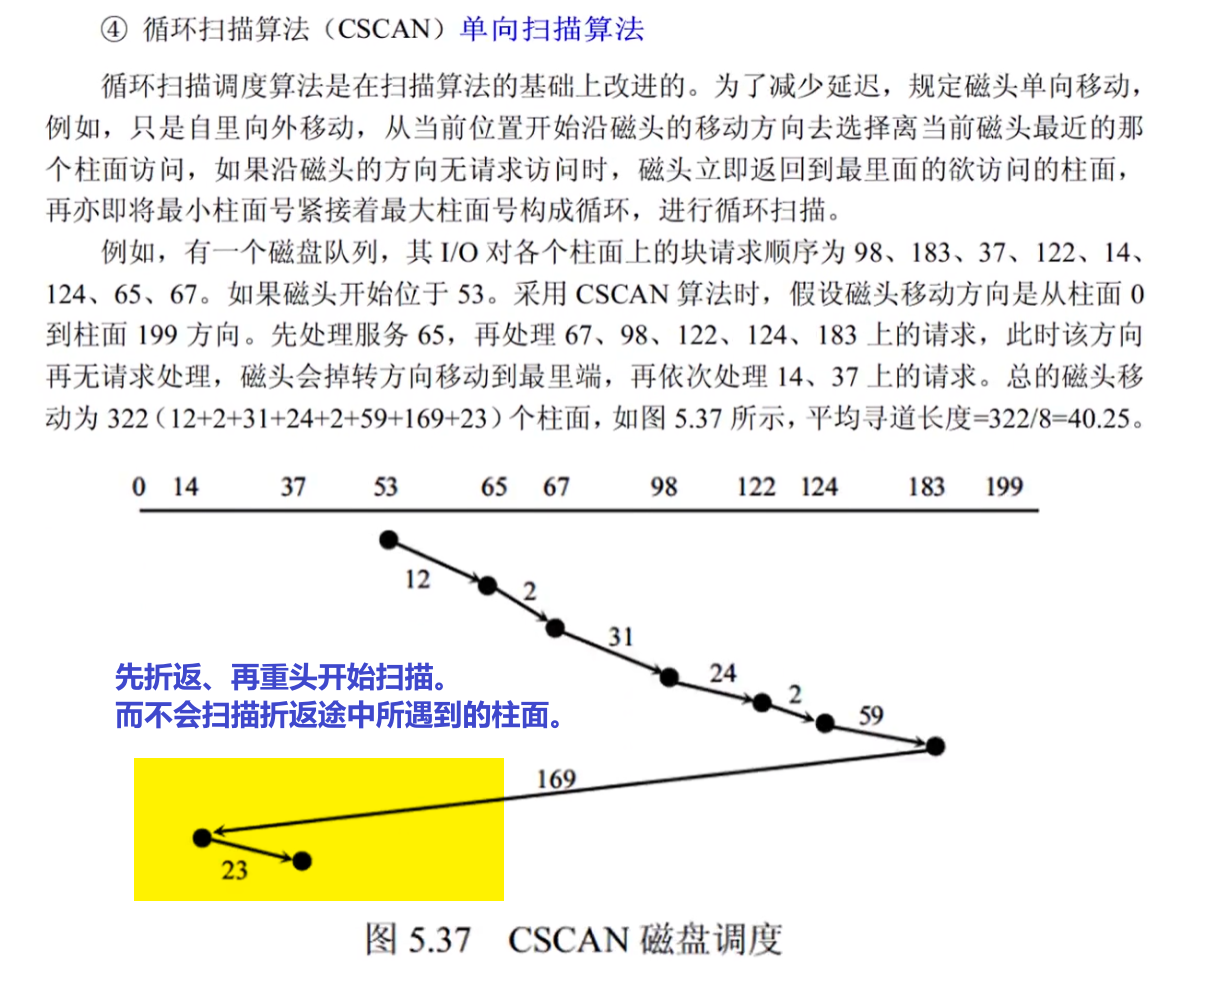 ④ 循环扫描算法（CSCAN）单向扫描算法
循环扫描调度算法是在扫描算法的基础上改进的。为了减少延迟，规定磁头单向移动，
例如，只是自里向外移动，从当前位置开始沿磁头的移动方向去选择离当前磁头最近的那
个柱面访问，如果沿磁头的方向无请求访问时，磁头立即返回到最里面的欲访问的柱面，
再亦即将最小柱面号紧接着最大柱面号构成循环，进行循环扫描。
例如，有一个磁盘队列，其 I/O 对各个柱面上的块请求顺序为 98、183、37、122、14、
124、65、67。如果磁头开始位于 53。采用 CSCAN 算法时，假设磁头移动方向是从柱面 0
到柱面 199 方向。先处理服务 65，再处理 67、98、122、124、183 上的请求，此时该方向
再无请求处理，磁头会掉转方向移动到最里端，再依次处理 14、37 上的请求。总的磁头移
动为 322（12+2+31+24+2+59+169+23）个柱面，如图 5.37 所示，平均寻道长度=322/8=40.25。
0 14 37 53 65 67 98 122 124 183 199
12
2
31
24
2
59
先折返、再重头开始扫描。
而不会扫描折返途中所遇到的柱面。
169
23
图 5.37 CSCAN 磁盘调度